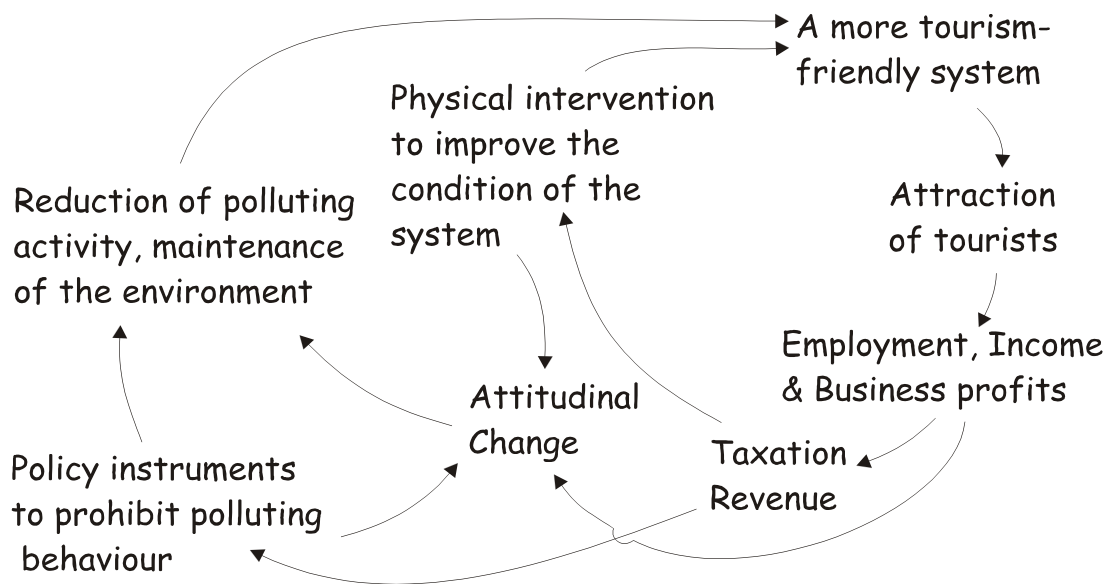 A more tourism-
friendly system
Physical intervention
to improve the
condition of the
system
Reduction of polluting
activity, maintenance
of the environment
Attraction
of tourists
Employment, Income
& Business profits
Attitudinal
Change
Taxation
Revenue
Policy instruments
to prohibit polluting
behaviour